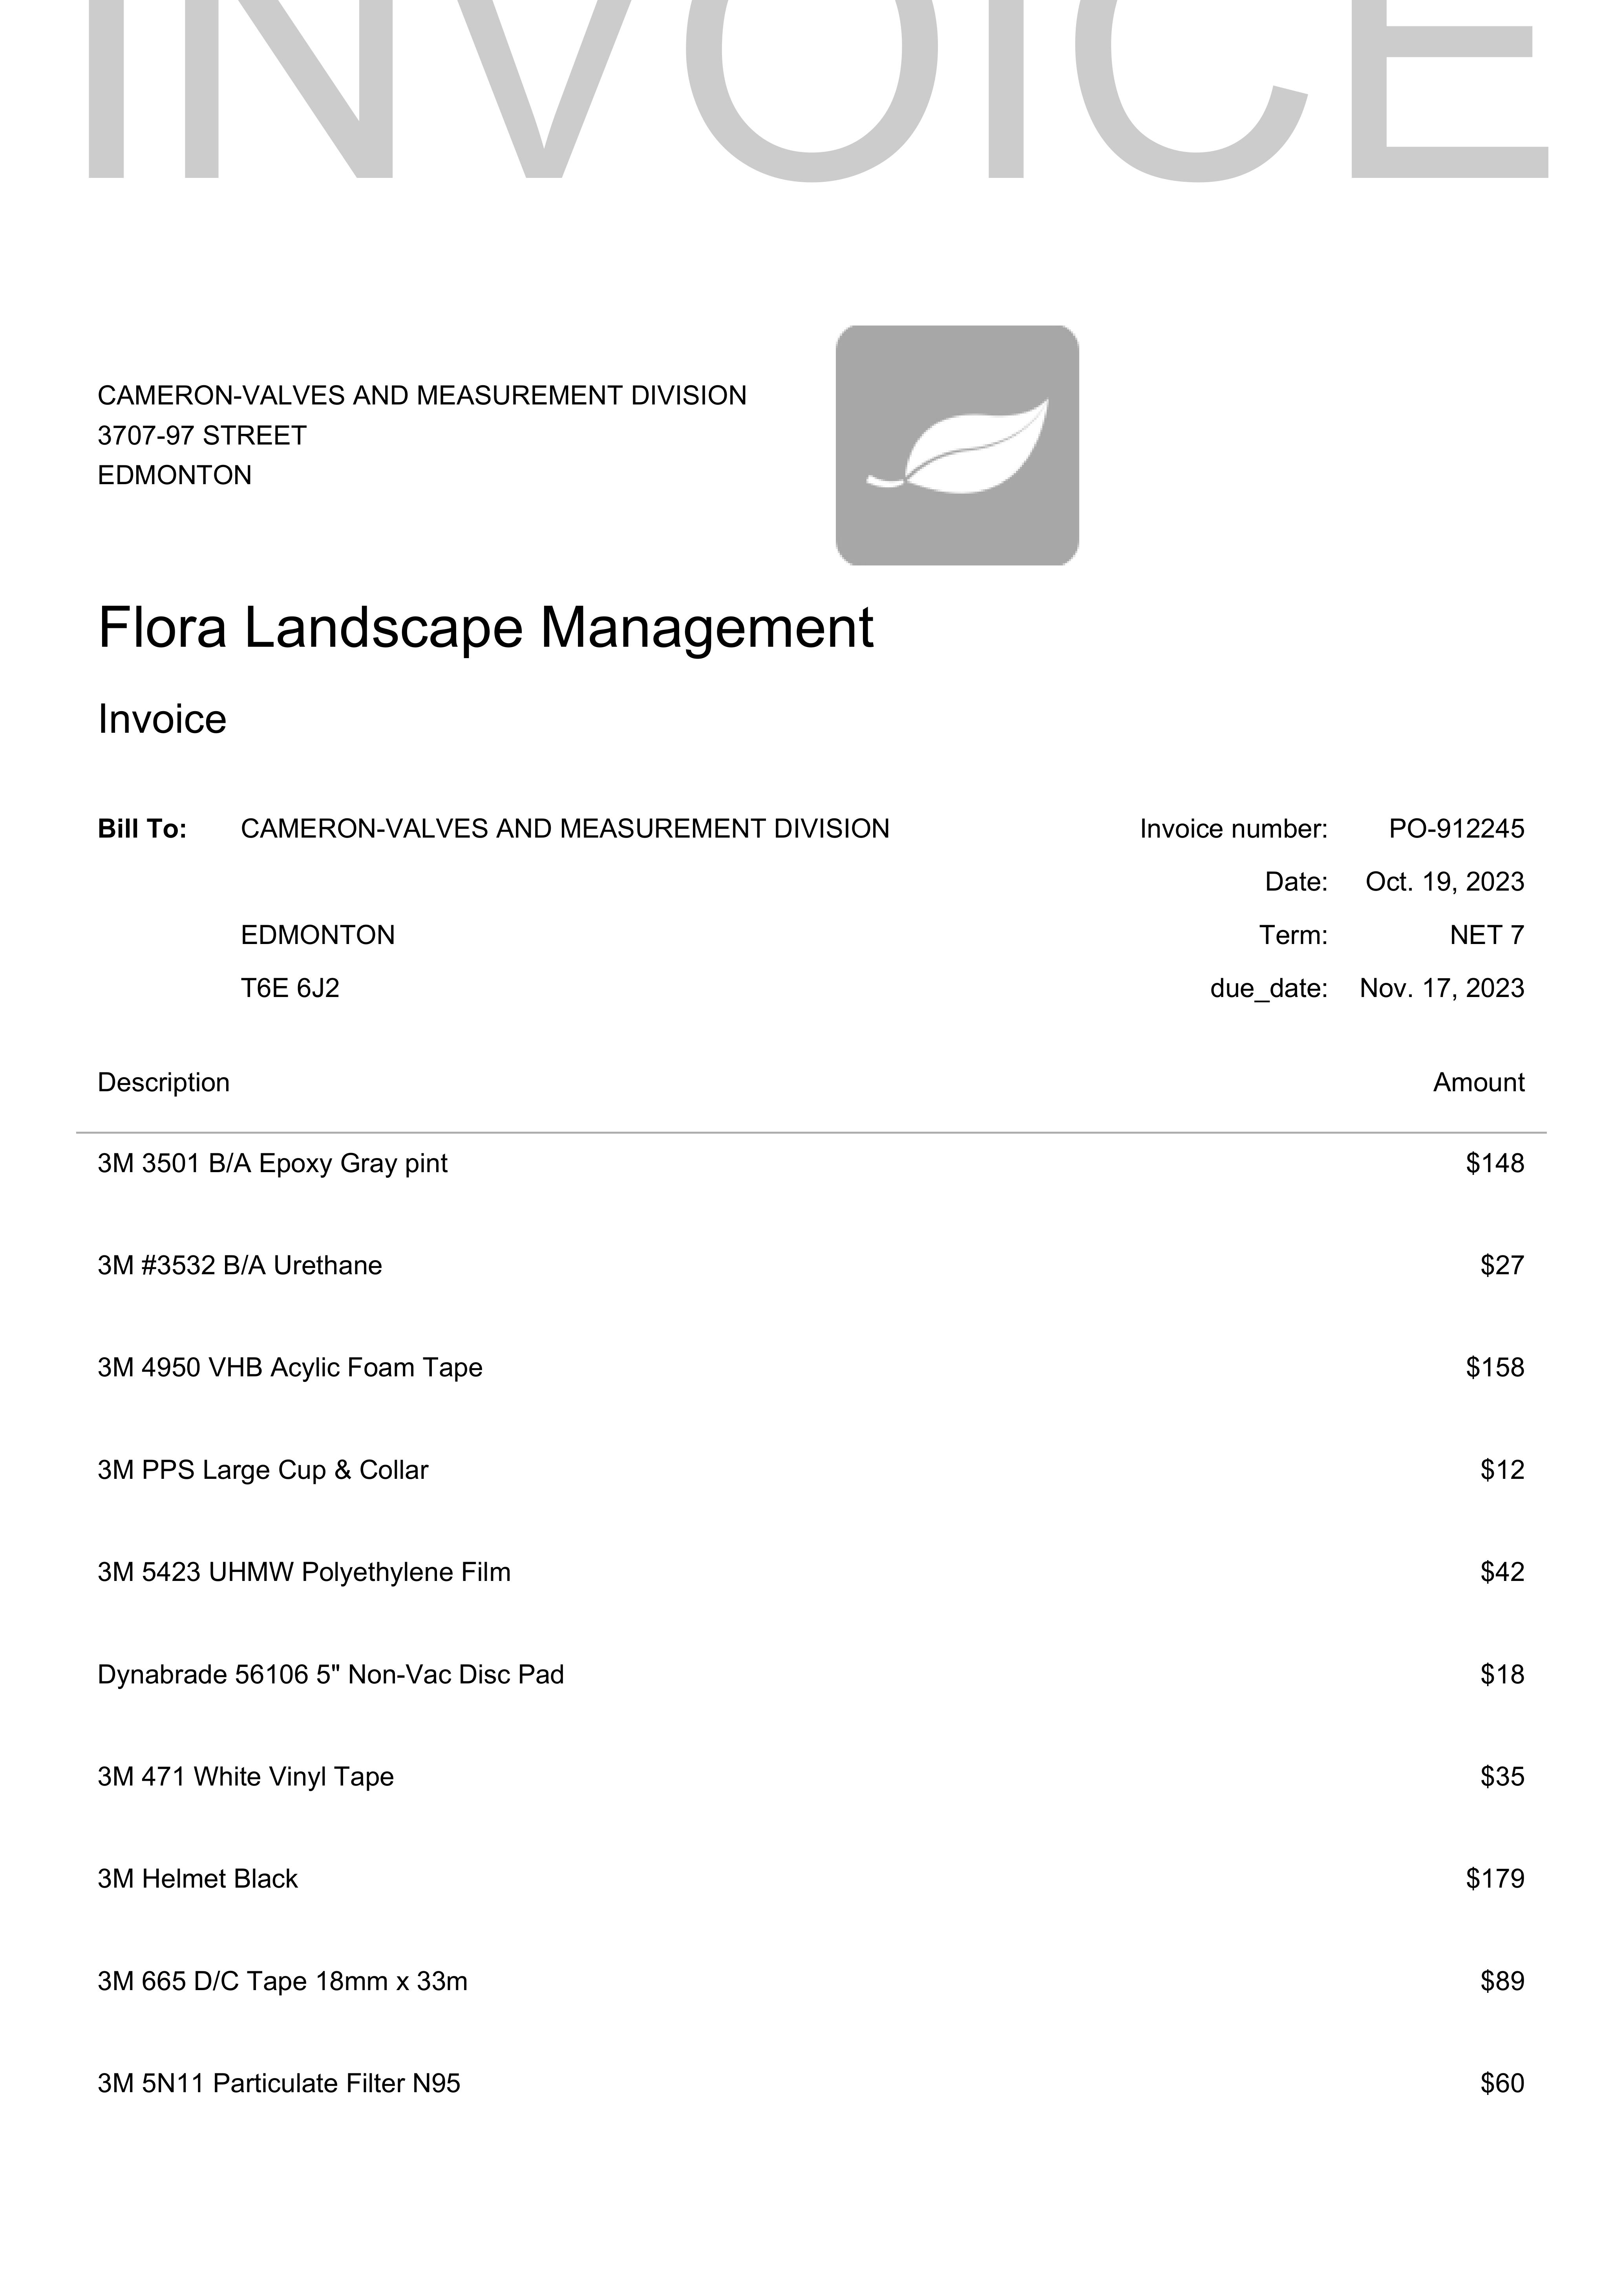 INVOICE
CAMERON-VALVES AND MEASUREMENT DIVISION
3707-97 STREET
EDMONTON
Flora Landscape Management
Invoice
Bill To: CAMERON-VALVES AND MEASUREMENT DIVISION Invoice number: PO-912245
Date: Oct. 19, 2023
EDMONTON Term: NET 7
T6E 6J2 due_date: Nov. 17, 2023
Description Amount
3M 3501 B/A Epoxy Gray pint $148
3M #3532 B/A Urethane $27
3M 4950 VHB Acylic Foam Tape $158
3M PPS Large Cup & Collar $12
3M 5423 UHMW Polyethylene Film $42
Dynabrade 56106 5" Non-Vac Disc Pad $18
3M 471 White Vinyl Tape $35
3M Helmet Black $179
3M 665 D/C Tape 18mm x 33m $89
3M 5N11 Particulate Filter N95 $60